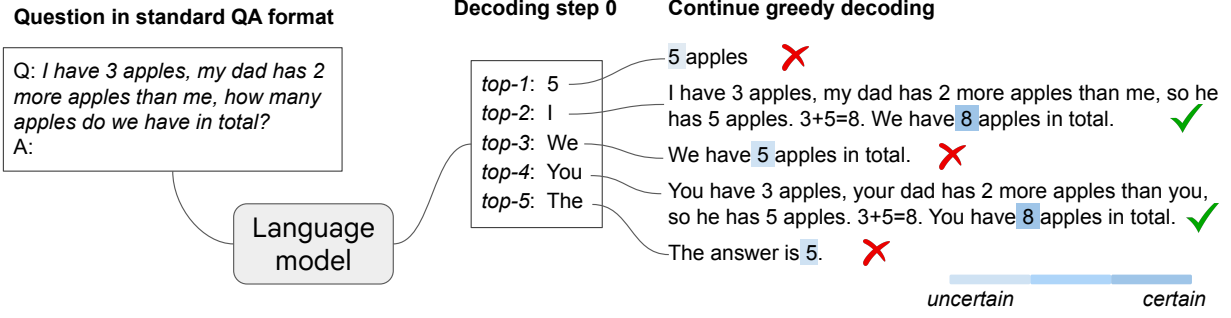 Question in standard QA format
Q: I have 3 apples, my dad has 2
more apples than me, how many
apples do we have in total?
A:
Language
model
Decoding step 0
top-1: 5
top-2: I
top-3: We
top-4: You
top-5: The
Continue greedy decoding
5 apples
I have 3 apples, my dad has 2 more apples than me, so he
has 5 apples. 3+5=8. We have 8 apples in total.
We have 5 apples in total.
You have 3 apples, your dad has 2 more apples than you,
so he has 5 apples. 3+5=8. You have 8 apples in total.
The answer is 5.
uncertain certain